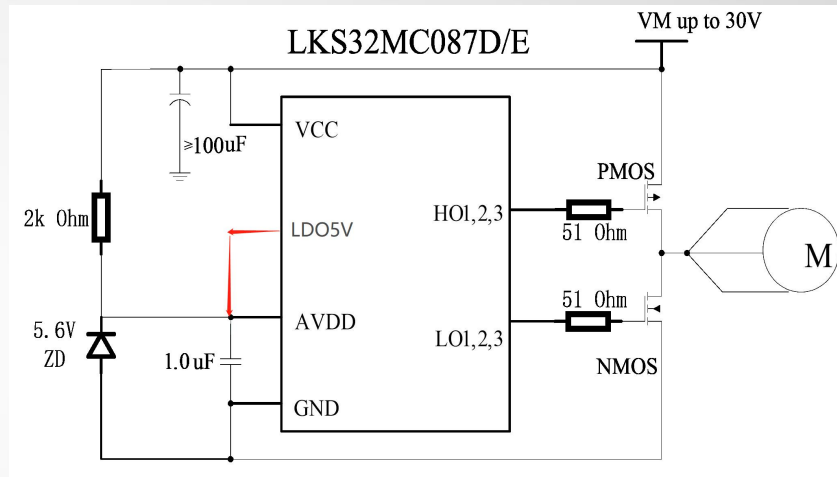 LKS32MC087D/E
VM up to 30V
VCC
≥100uF
PMOS
2k Ohm
LDO5V
HO1,2,3
51 Ohm
M
51 Ohm
5.6V
ZD
AVDD
1.0uF
LO1,2,3
NMOS
GND